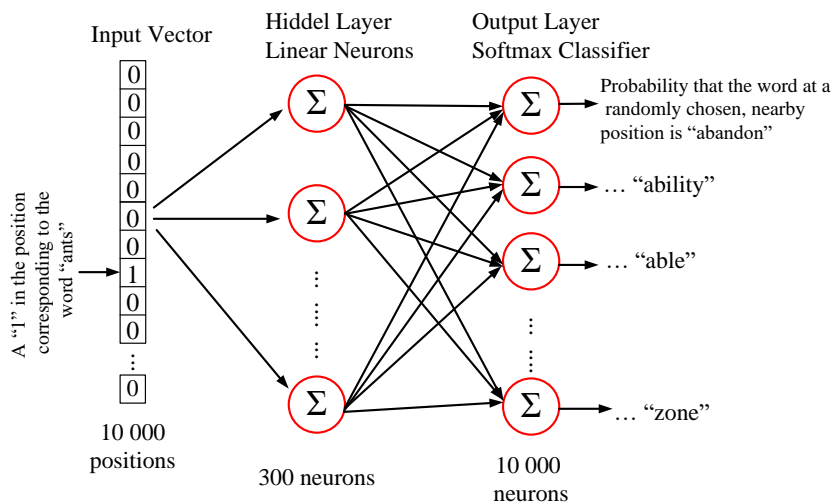 Input Vector
0
0
0
0
0
0
0
1
0
0
⋮
0
A “1” in the position
corresponding to the
word “ants”
10 000
positions
Hiddel Layer
Linear Neurons
Σ
Σ
Σ
300 neurons
Output Layer
Softmax Classifier
Σ
Σ
Σ
Σ
10 000
neurons
Probability that the word at a
randomly chosen, nearby
position is “abandon”
… “ability”
… “able”
… “zone”